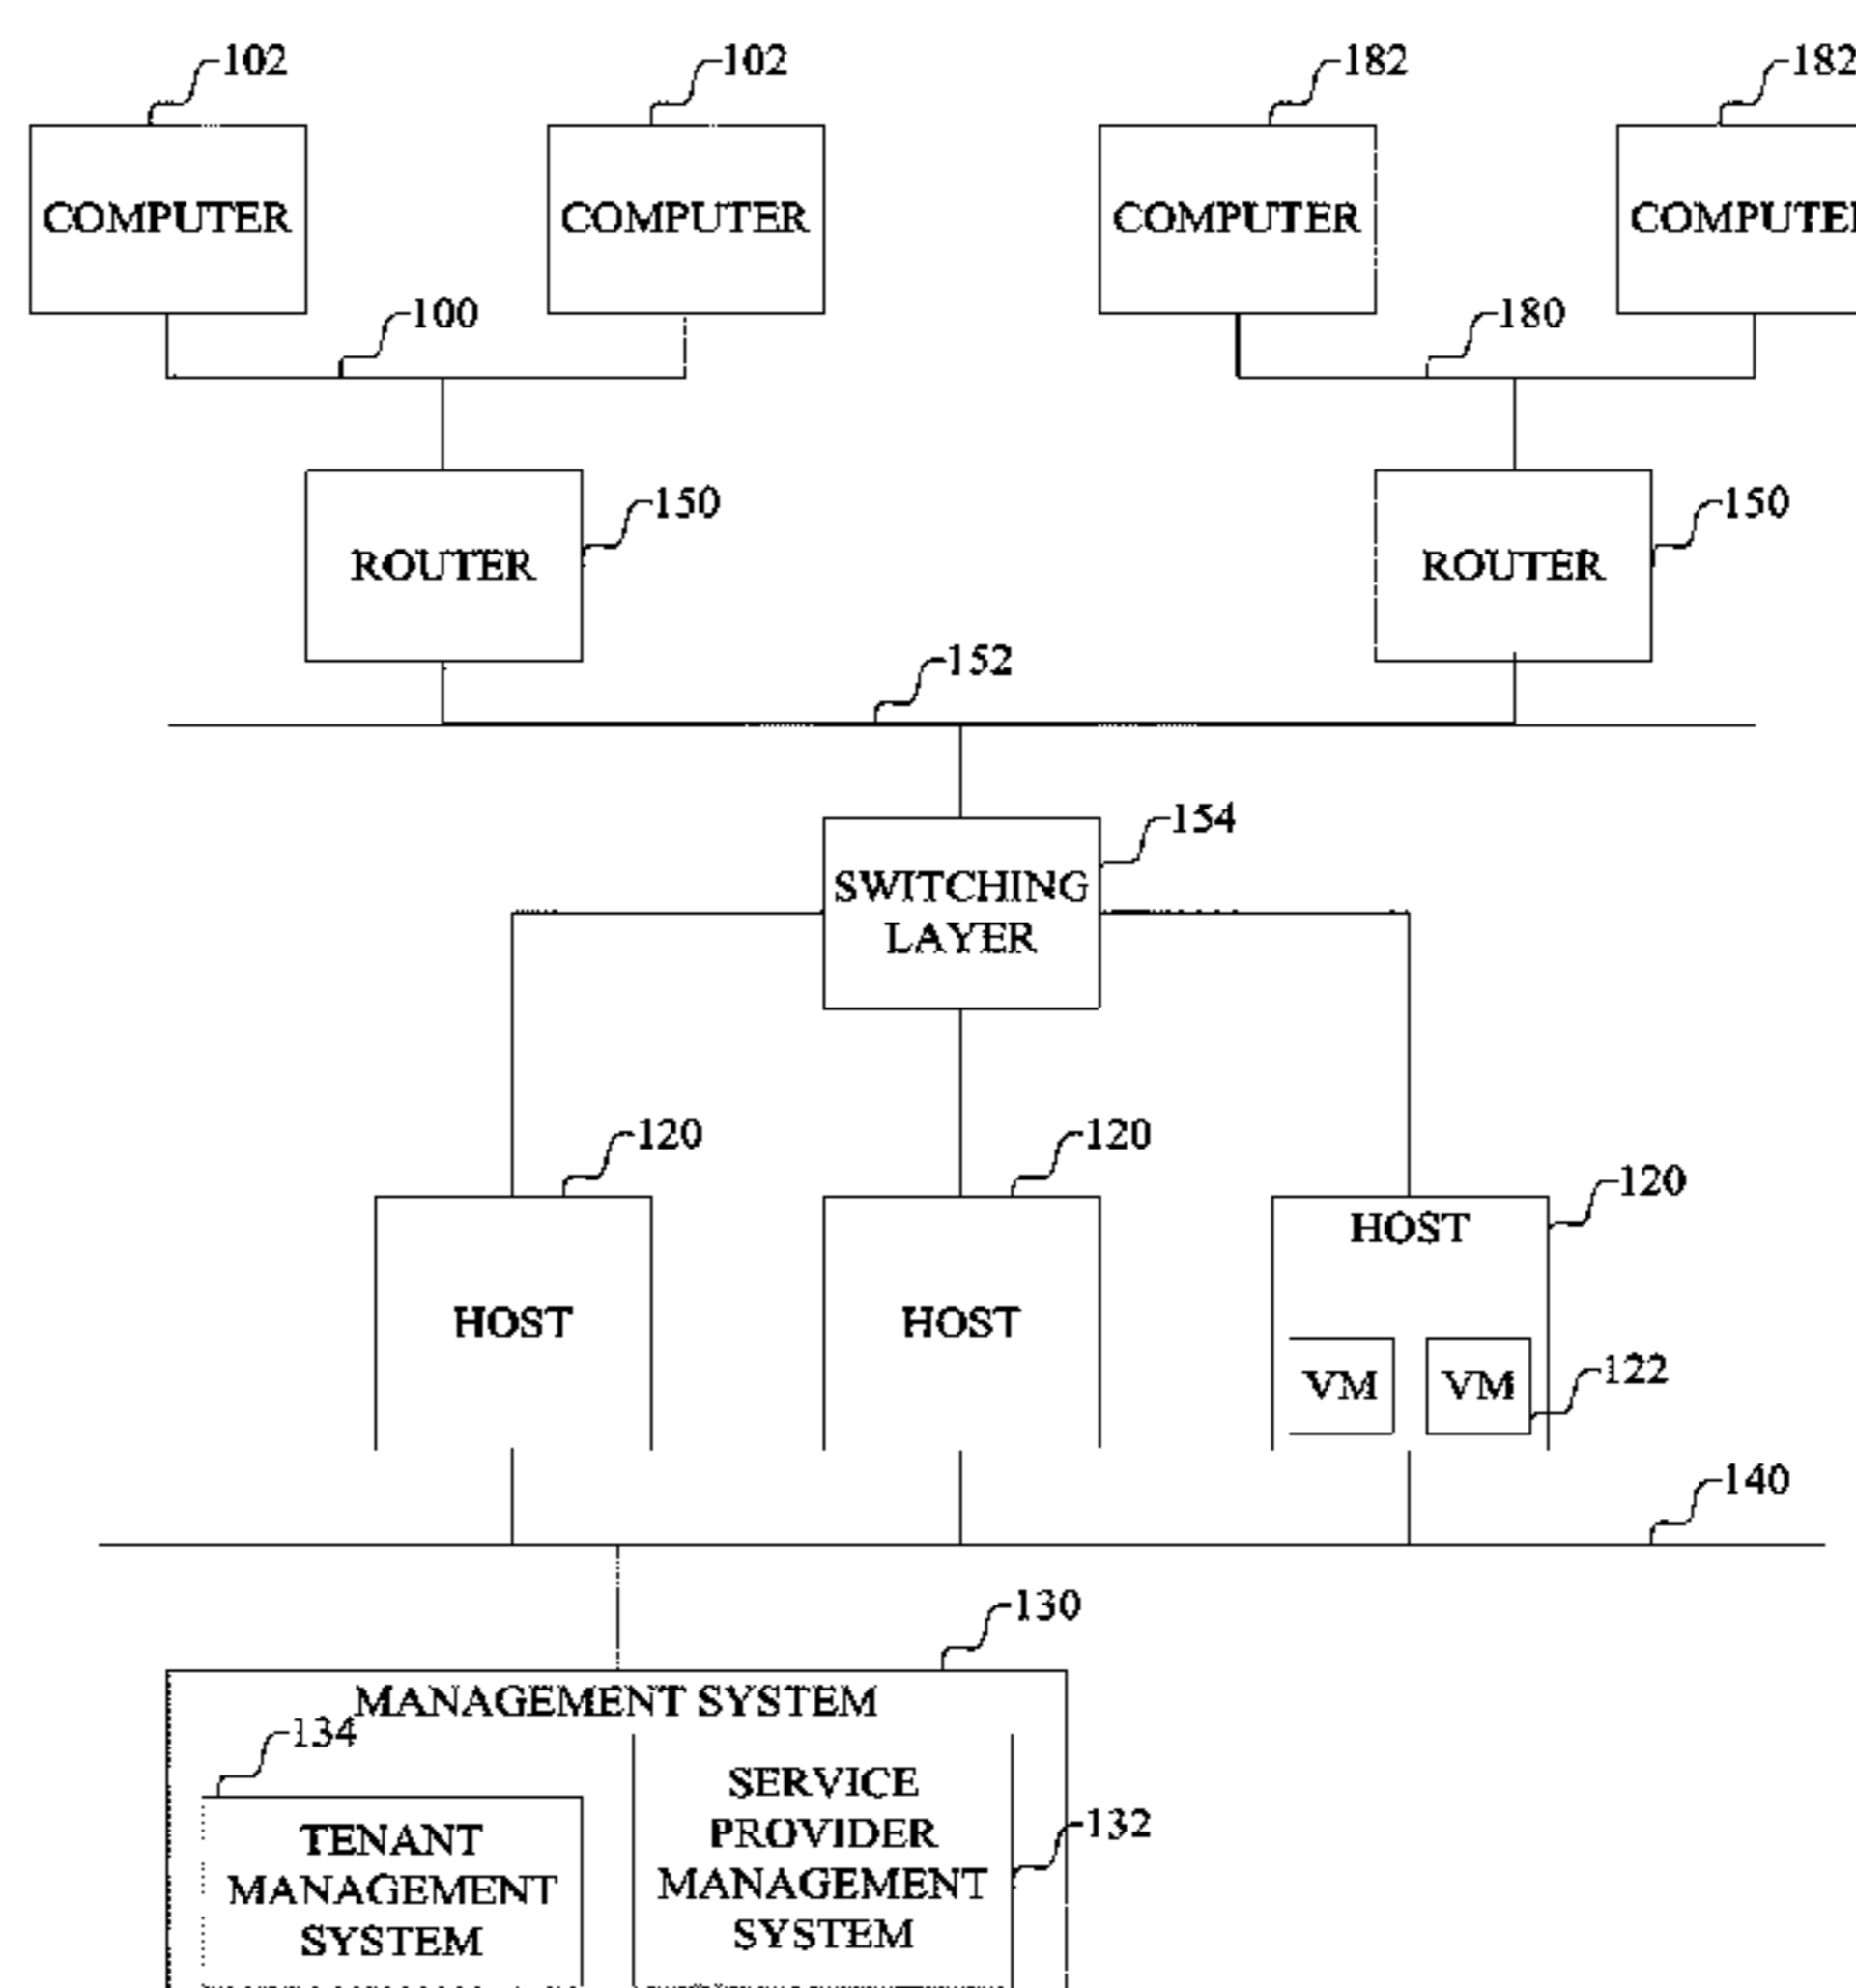 102
102
182
182
COMPUTER
COMPUTER
COMPUTER
100
180
150
150
ROUTER
ROUTER
152
154
SWITCHING
LAYER
120
120
120
HOST
HOST
HOST
VM
VM
122
140
130
MANAGEMENT SYSTEM
134
SERVICE
PROVIDER
MANAGEMENT
SYSTEM
132
TENANT
MANAGEMENT
SYSTEM